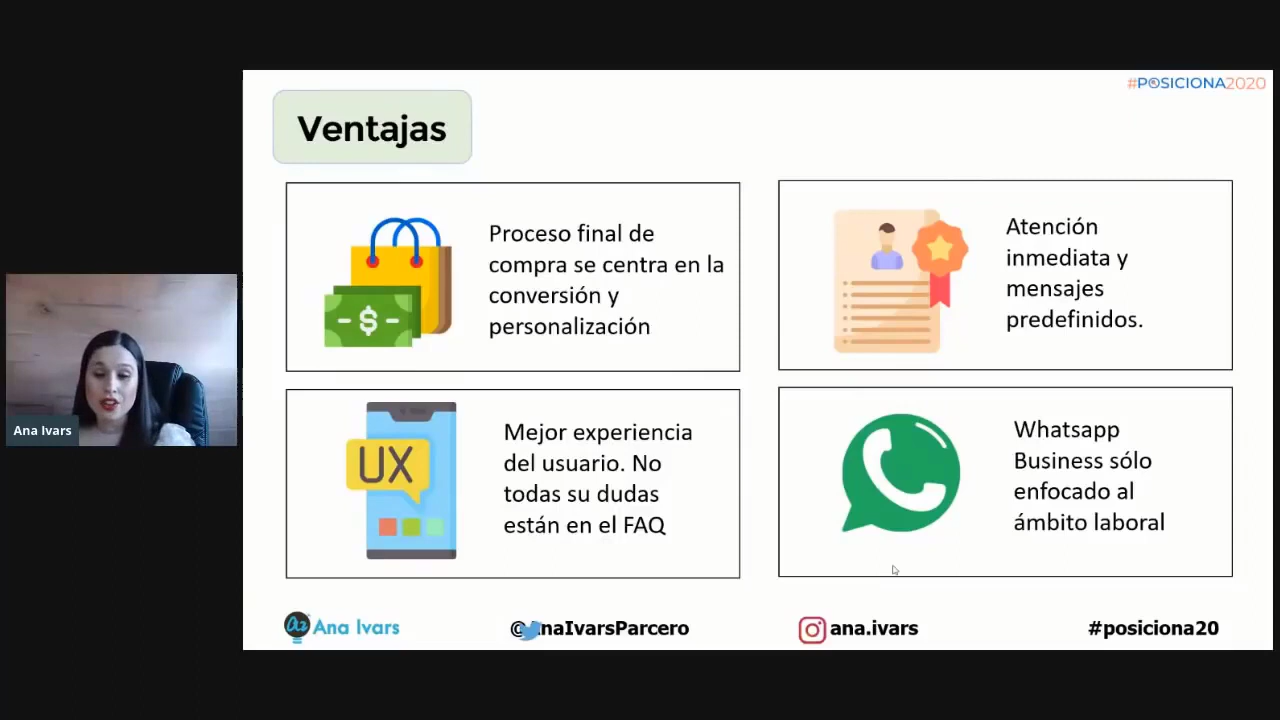 #POSICIONA2020
Ventajas
Proceso final de
compra se centra en la
conversión y
personalización
$
Atención
inmediata y
mensajes
predefinidos.
UX
Mejor experiencia
del usuario. No
todas su dudas
están en el FAQ
Whatsapp
Business sólo
enfocado al
ámbito laboral
Ana Ivars
Ana Ivars
@AnaIvarsParcero
ana.ivars
#posiciona20